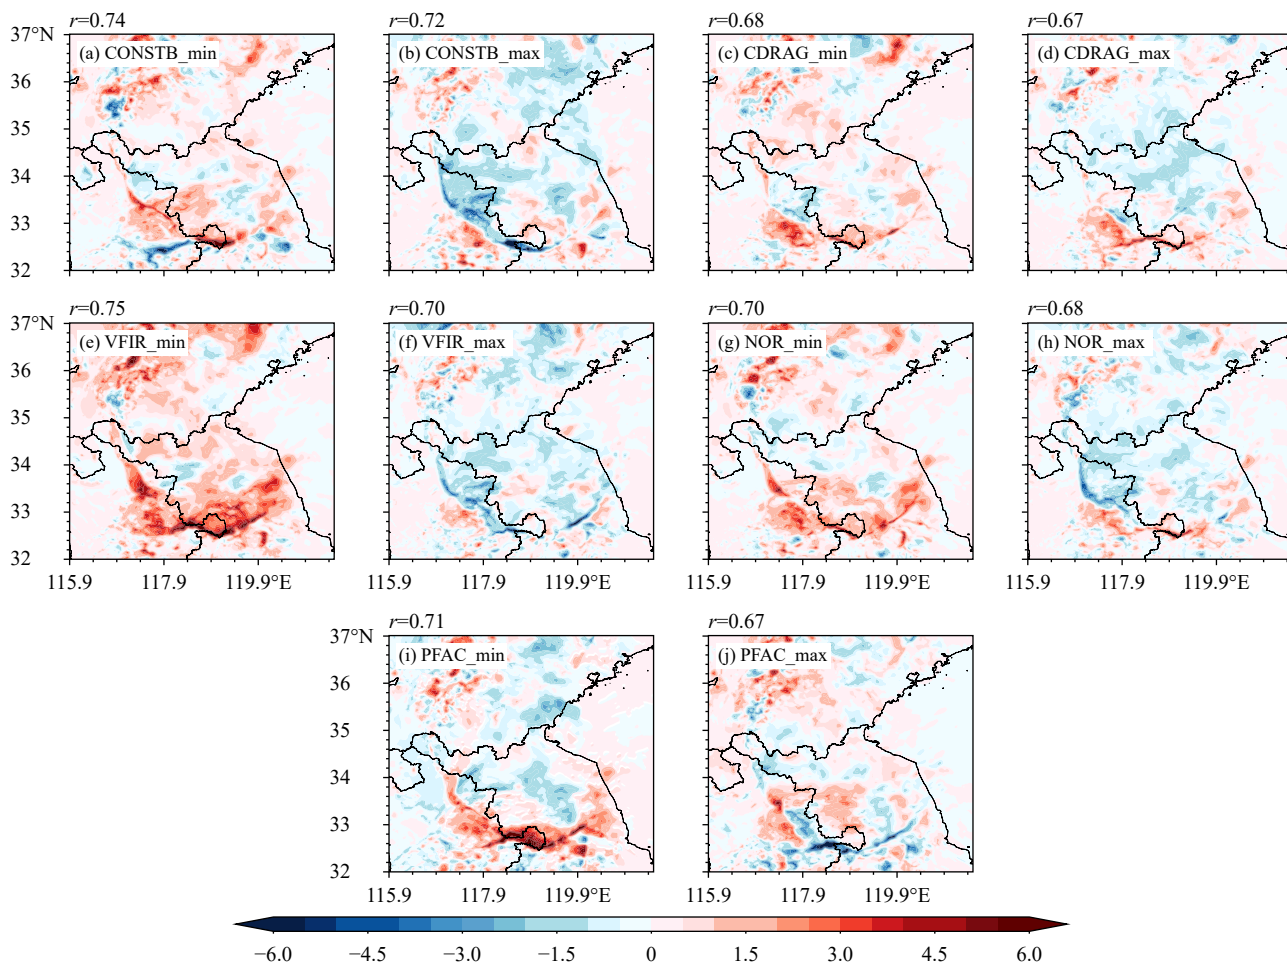 r=0.74 r=0.72 r=0.68 r=0.67
37°N (a) CONSTB_min (b) CONSTB_max (c) CDRAG_min (d) CDRAG_max
36
35
34
33
32
r=0.75 r=0.70 r=0.70 r=0.68
37°N (e) VFIR_min (f) VFIR_max (g) NOR_min (h) NOR_max
36
35
34
33
32
115.9 117.9 119.9°E 115.9 117.9 119.9°E 115.9 117.9 119.9°E 115.9 117.9 119.9°E
r=0.71 r=0.67
37°N (i) PFAC_min (j) PFAC_max
36
35
34
33
32
115.9 117.9 119.9°E 115.9 117.9 119.9°E
−6.0 −4.5 −3.0 −1.5 0 1.5 3.0 4.5 6.0